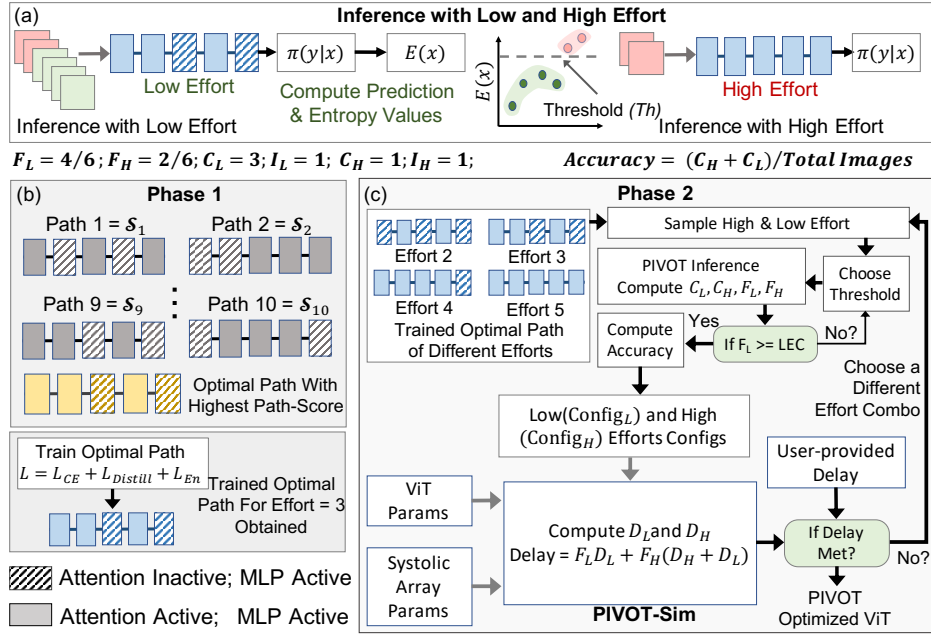 (a)
Inference with Low and High Effort
π(y|x)
E(x)
Low Effort
Compute Prediction
& Entropy Values
Inference with Low Effort
E(x)
Threshold (Th)
π(y|x)
High Effort
Inference with High Effort
F_L = 4/6; F_H = 2/6; C_L = 3; I_L = 1; C_H = 1; I_H = 1;
Accuracy = (C_H + C_L)/Total Images
(b)
Phase 1
Path 1 = S_1
Path 2 = S_2
Path 9 = S_9
Path 10 = S_10
Optimal Path With
Highest Path-Score
Train Optimal Path
L = L_CE + L_Distill + L_En
Trained Optimal
Path For Effort = 3
Obtained
Attention Inactive; MLP Active
Attention Active; MLP Active
(c)
Phase 2
Effort 2
Effort 3
Effort 4
Effort 5
Trained Optimal Path
of Different Efforts
Sample High & Low Effort
PIVOT Inference
Compute C_L, C_H, F_L, F_H
Choose
Threshold
Compute
Accuracy
Yes
If F_L >= LEC
No?
Choose a
Different
Effort Combo
Low(Config_L) and High
(Config_H) Efforts Configs
User-provided
Delay
ViT
Params
Systolic
Array
Params
Compute D_L and D_H
Delay = F_L D_L + F_H(D_H + D_L)
PIVOT-Sim
If Delay
Met?
No?
PIVOT
Optimized ViT